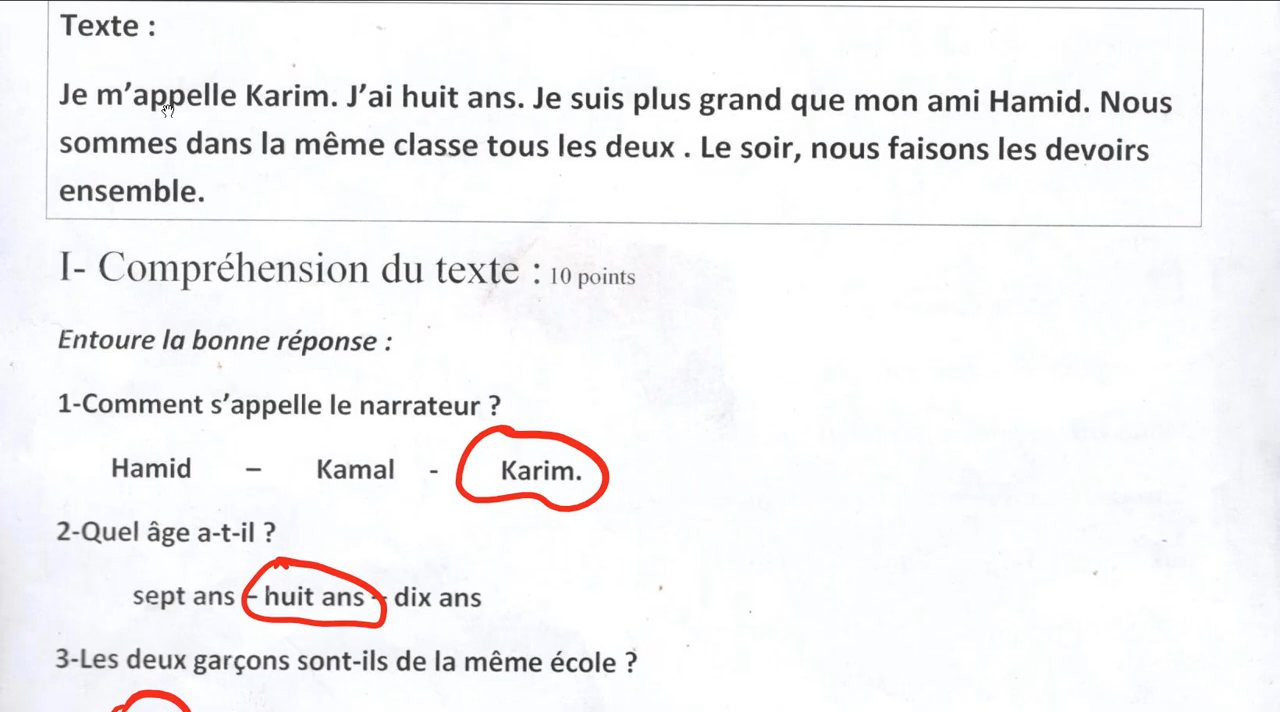 Texte :
Je m’appelle Karim. J’ai huit ans. Je suis plus grand que mon ami Hamid. Nous
sommes dans la même classe tous les deux . Le soir, nous faisons les devoirs
ensemble.
I- Compréhension du texte : 10 points
Entoure la bonne réponse :
1-Comment s’appelle le narrateur ?
Hamid – Kamal - Karim.
2-Quel âge a-t-il ?
sept ans - huit ans - dix ans
3-Les deux garçons sont-ils de la même école ?